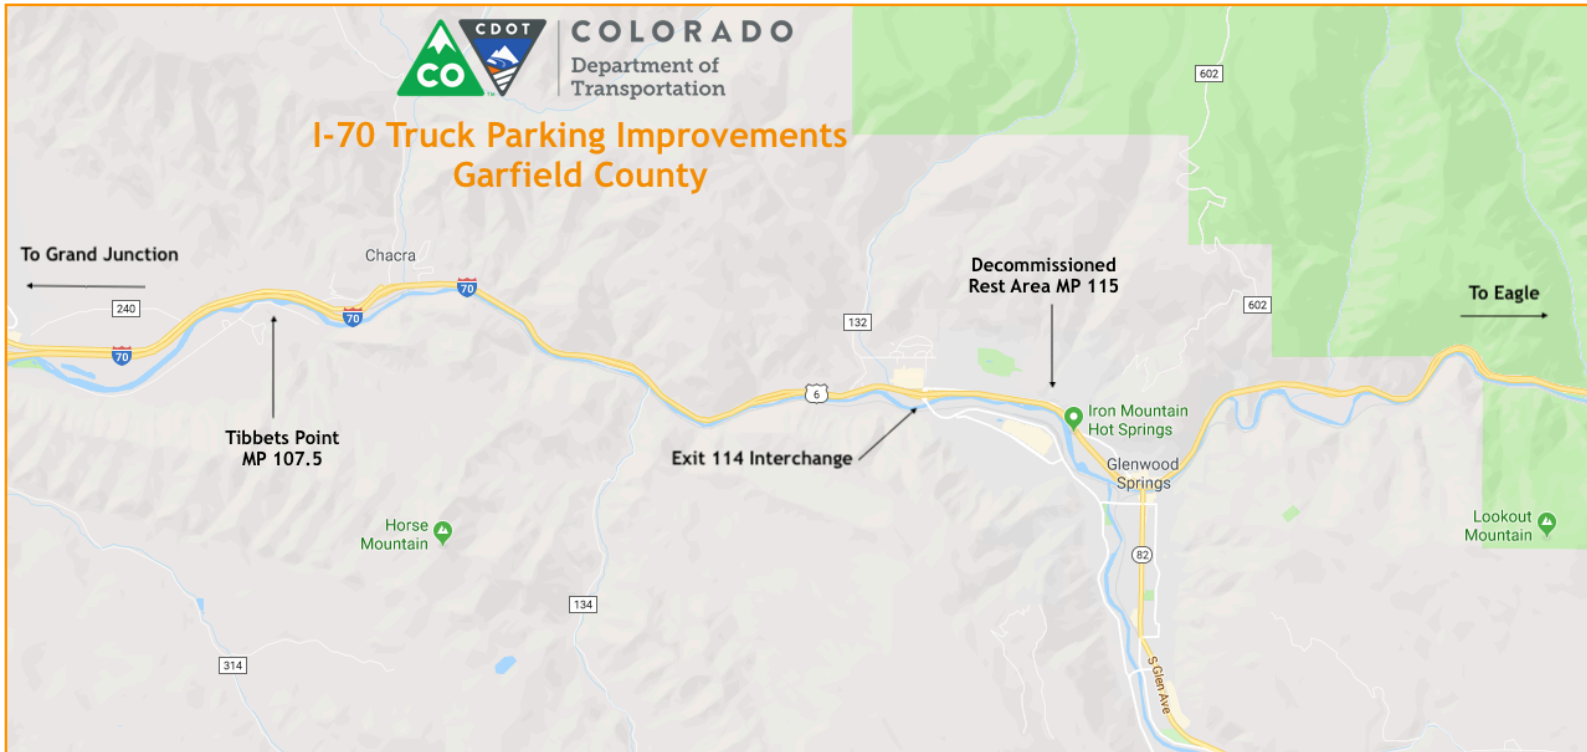 CO
CDOT
COLORADO
Department of
Transportation
TM
I-70 Truck Parking Improvements
Garfield County
602
To Grand Junction
Chacra
240
70
70
70
Decommissioned
Rest Area MP 115
602
To Eagle
132
6
Tibbets Point
MP 107.5
Exit 114 Interchange
Iron Mountain
Hot Springs
Glenwood
Springs
Horse
Mountain
Lookout
Mountain
82
134
314
S Glen Ave